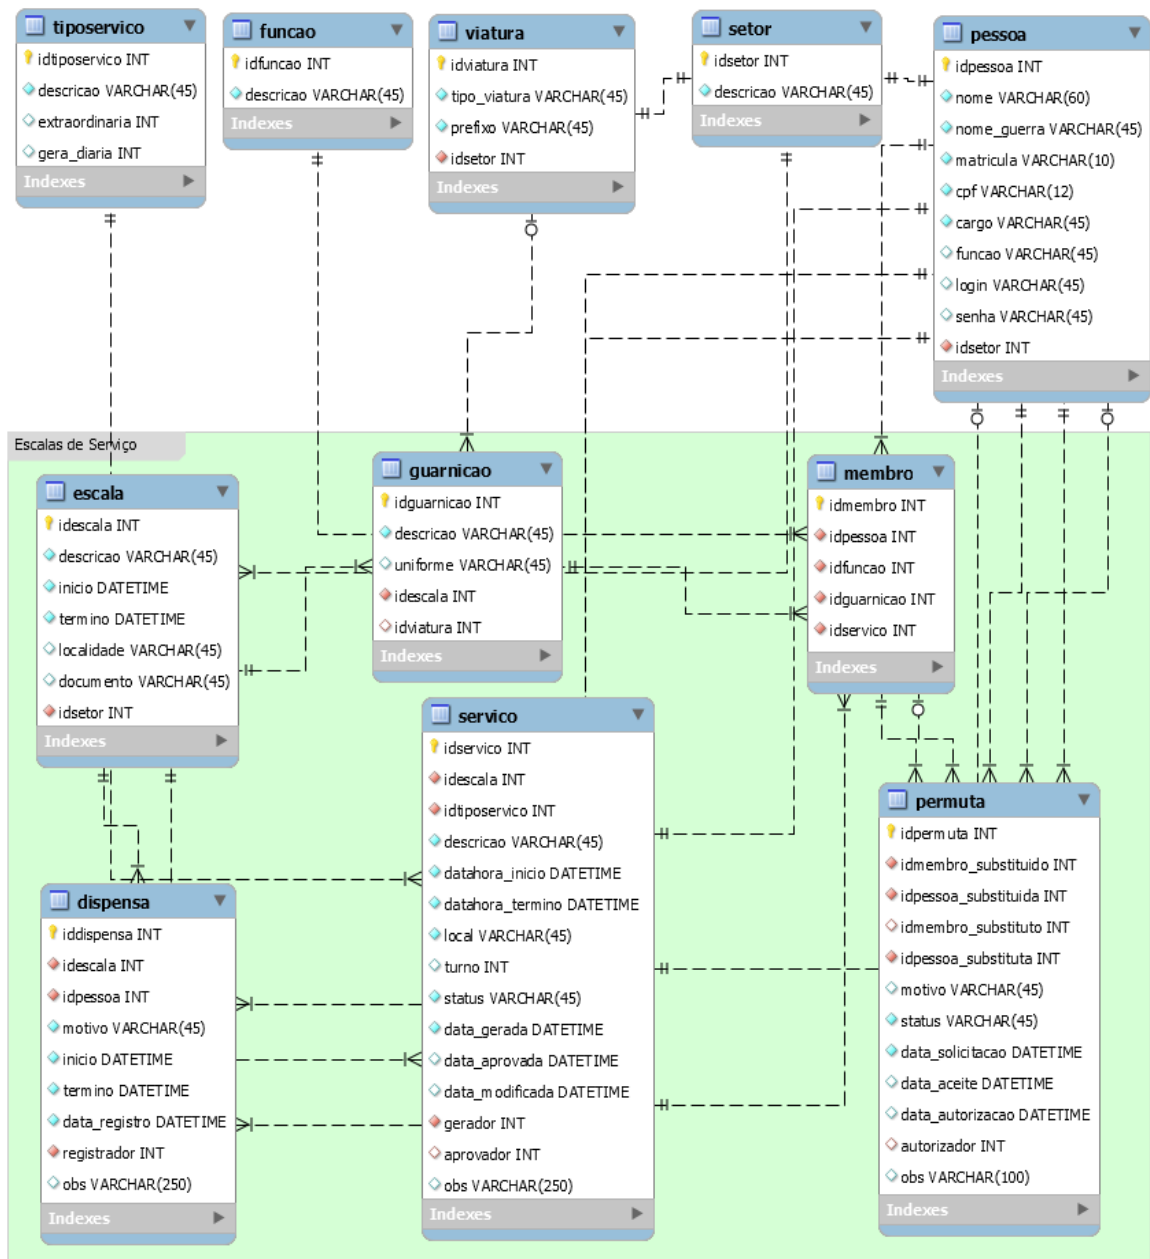 tiposervico
idtiposervico INT
descricao VARCHAR(45)
extraordinaria INT
gera_diaria INT
Indexes
funcao
idfuncao INT
descricao VARCHAR(45)
Indexes
viatura
idviatura INT
tipo_viatura VARCHAR(45)
prefixo VARCHAR(45)
idsetor INT
Indexes
setor
idsetor INT
descricao VARCHAR(45)
Indexes
pessoa
idpessoa INT
nome VARCHAR(60)
nome_guerra VARCHAR(45)
matricula VARCHAR(10)
cpf VARCHAR(12)
cargo VARCHAR(45)
funcao VARCHAR(45)
login VARCHAR(45)
senha VARCHAR(45)
idsetor INT
Indexes
Escalas de Serviço
escala
idescala INT
descricao VARCHAR(45)
inicio DATETIME
termino DATETIME
localidade VARCHAR(45)
documento VARCHAR(45)
idsetor INT
Indexes
guarnicao
idguarnicao INT
descricao VARCHAR(45)
uniforme VARCHAR(45)
idescala INT
idviatura INT
Indexes
membro
idmembro INT
idpessoa INT
idfuncao INT
idguarnicao INT
idservico INT
Indexes
dispensa
iddispensa INT
idescala INT
idpessoa INT
motivo VARCHAR(45)
inicio DATETIME
termino DATETIME
data_registro DATETIME
registrador INT
obs VARCHAR(250)
Indexes
servico
idservico INT
idescala INT
idtiposervico INT
descricao VARCHAR(45)
datahora_inicio DATETIME
datahora_termino DATETIME
local VARCHAR(45)
turno INT
status VARCHAR(45)
data_gerada DATETIME
data_aprovada DATETIME
data_modificada DATETIME
gerador INT
aprovador INT
obs VARCHAR(250)
Indexes
permuta
idpermuta INT
idmembro_substituido INT
idpessoa_substituida INT
idmembro_substituto INT
idpessoa_substituta INT
motivo VARCHAR(45)
status VARCHAR(45)
data_solicitacao DATETIME
data_aceite DATETIME
data_autorizacao DATETIME
autorizador INT
obs VARCHAR(100)
Indexes